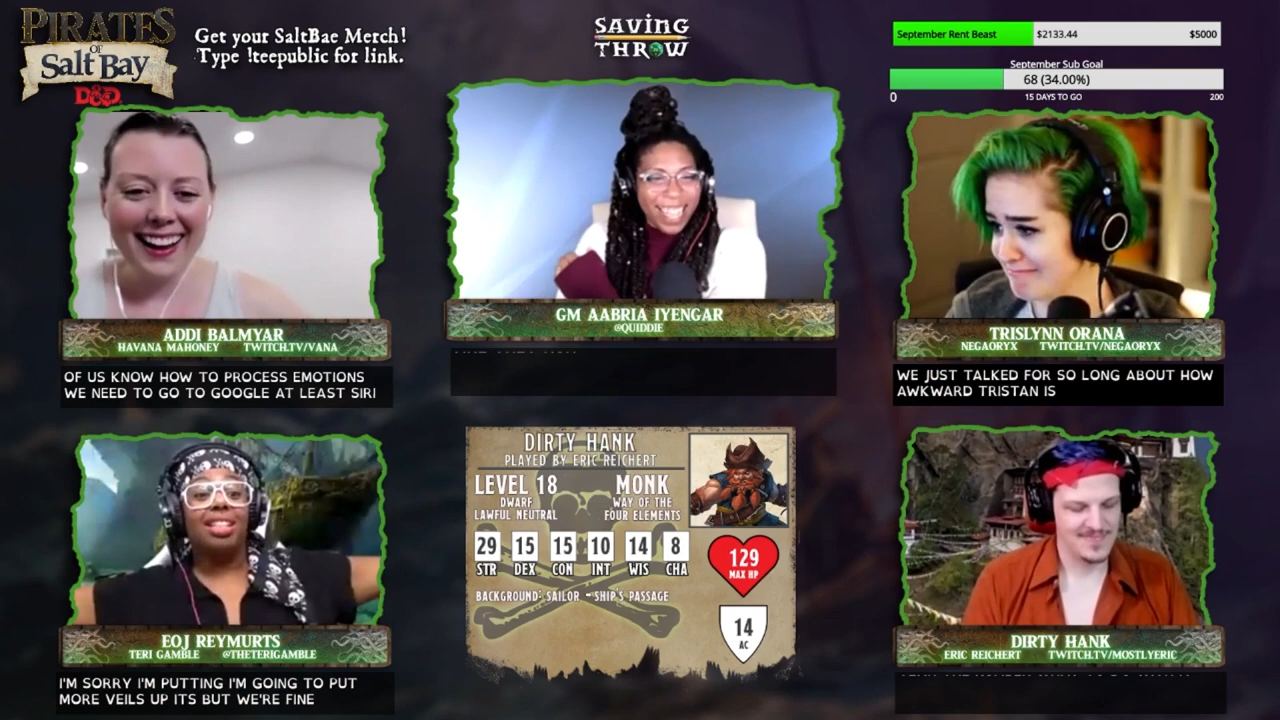 PIRATES
OF
Salt Bay
D&D
Get your SaltBae Merch!
Type !teepublic for link.
SAVING
THROW
September Rent Beast $2133.44 $5000
September Sub Goal
68 (34.00%)
0 15 DAYS TO GO 200
ADDI BALMYAR
HAVANA MAHONEY TWITCH.TV/VANA
OF US KNOW HOW TO PROCESS EMOTIONS
WE NEED TO GO TO GOOGLE AT LEAST SIRI
GM AABRIA IYENGAR
@QUIDDIE
TRISLYNN ORANA
NEGAORYX TWITCH.TV/NEGAORYX
WE JUST TALKED FOR SO LONG ABOUT HOW
AWKWARD TRISTAN IS
EOJ REYMURTS
TERI GAMBLE @THETERIGAMBLE
I'M SORRY I'M PUTTING I'M GOING TO PUT
MORE VEILS UP ITS BUT WE'RE FINE
DIRTY HANK
PLAYED BY ERIC REICHERT
LEVEL 18 MONK
DWARF WAY OF THE
LAWFUL NEUTRAL FOUR ELEMENTS
29 15 15 10 14 8
STR DEX CON INT WIS CHA
BACKGROUND: SAILOR - SHIP'S PASSAGE
129
MAX HP
14
AC
DIRTY HANK
ERIC REICHERT TWITCH.TV/MOSTLYERIC